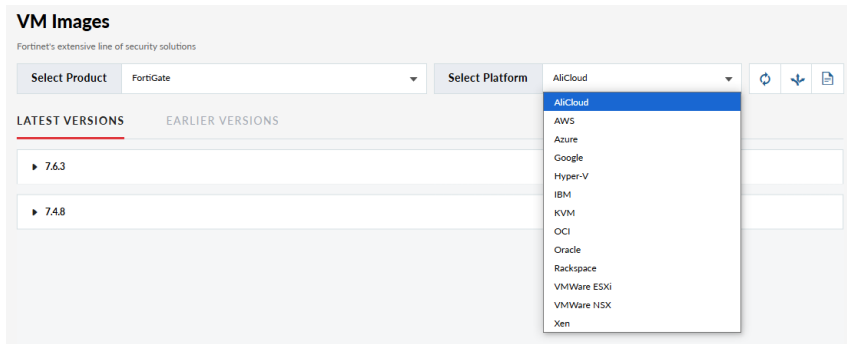 VM Images
Fortinet's extensive line of security solutions
Select Product FortiGate Select Platform AliCloud
AliCloud
AWS
Azure
Google
Hyper-V
IBM
KVM
OCI
Oracle
Rackspace
VMWare ESXi
VMWare NSX
Xen
LATEST VERSIONS EARLIER VERSIONS
7.6.3
7.4.8